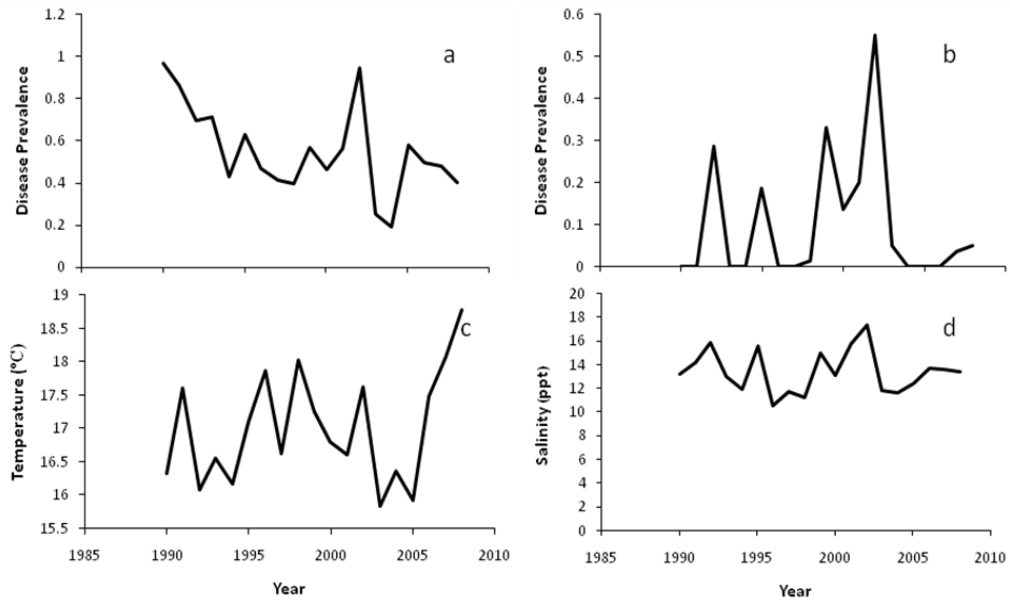 1.2
1
0.8
0.6
0.4
0.2
0
Disease Prevalence
a
0.6
0.5
0.4
0.3
0.2
0.1
0
Disease Prevalence
b
19
18.5
18
17.5
17
16.5
16
15.5
Temperature (°C)
c
1985 1990 1995 2000 2005 2010
Year
20
18
16
14
12
10
8
6
4
2
0
Salinity (ppt)
d
1985 1990 1995 2000 2005 2010
Year